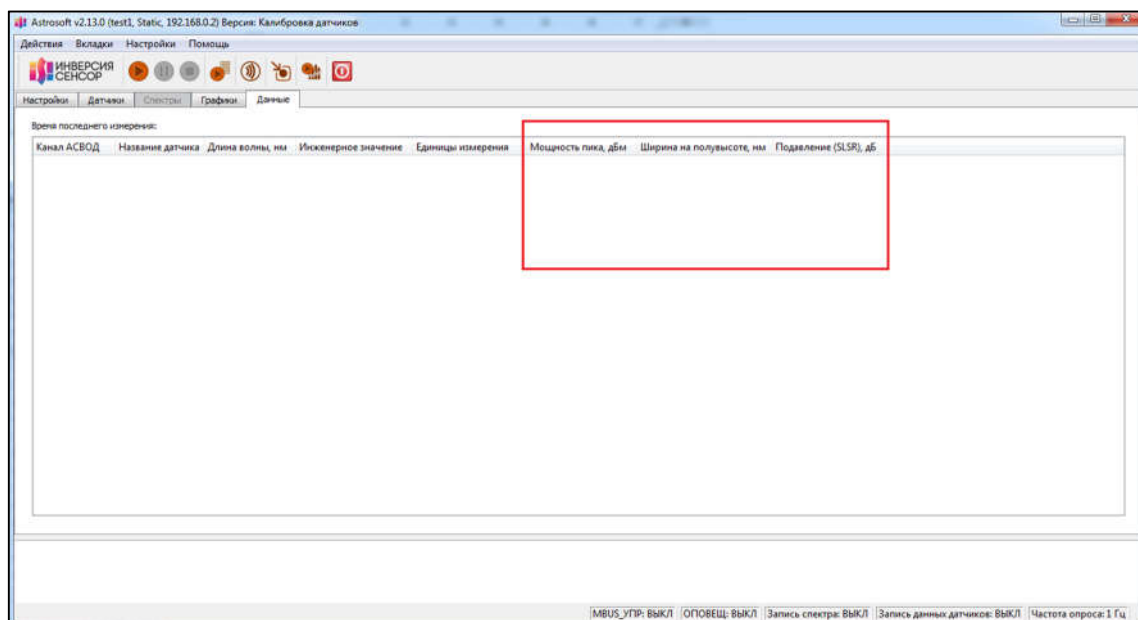 Astrosoft v2.13.0 (test1, Static, 192.168.0.2) Версия: Калибровка датчиков
Действия Вкладки Настройки Помощь
ИНВЕРСИЯ
СЕНСОР
Настройки Датчики Спектры Графики Данные
Время последнего измерения:
Канал АСВОД Название датчика Длина волны, нм Инженерное значение Единицы измерения Мощность пика, дБм Ширина на полувысоте, нм Подавление (SLSR), дБ
MBUS_УПР: ВЫКЛ ОПОВЕЩ: ВЫКЛ Запись спектра: ВЫКЛ Запись данных датчиков: ВЫКЛ Частота опроса: 1 Гц